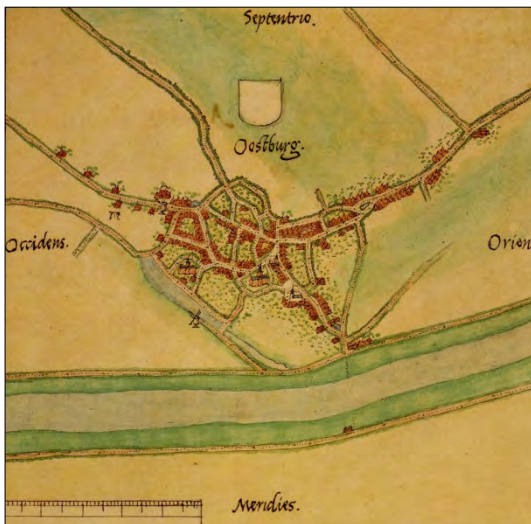 Septentrio.
Oostburg.
Occidens.
Orien
Meridies.